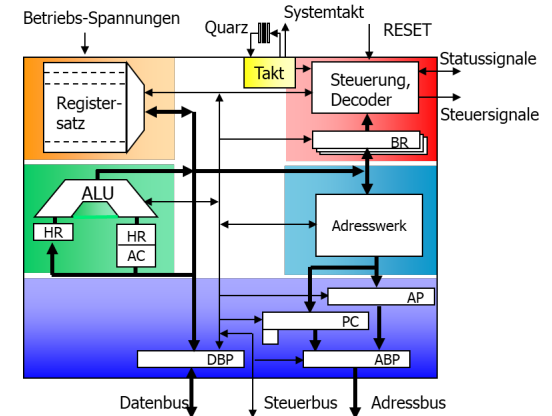 Betriebs-Spannungen
Quarz
Systemtakt
RESET
Takt
Steuerung,
Decoder
Statussignale
Steuersignale
Register-
satz
BR
ALU
HR
HR
AC
Adresswerk
AP
PC
DBP
ABP
Datenbus
Steuerbus
Adressbus